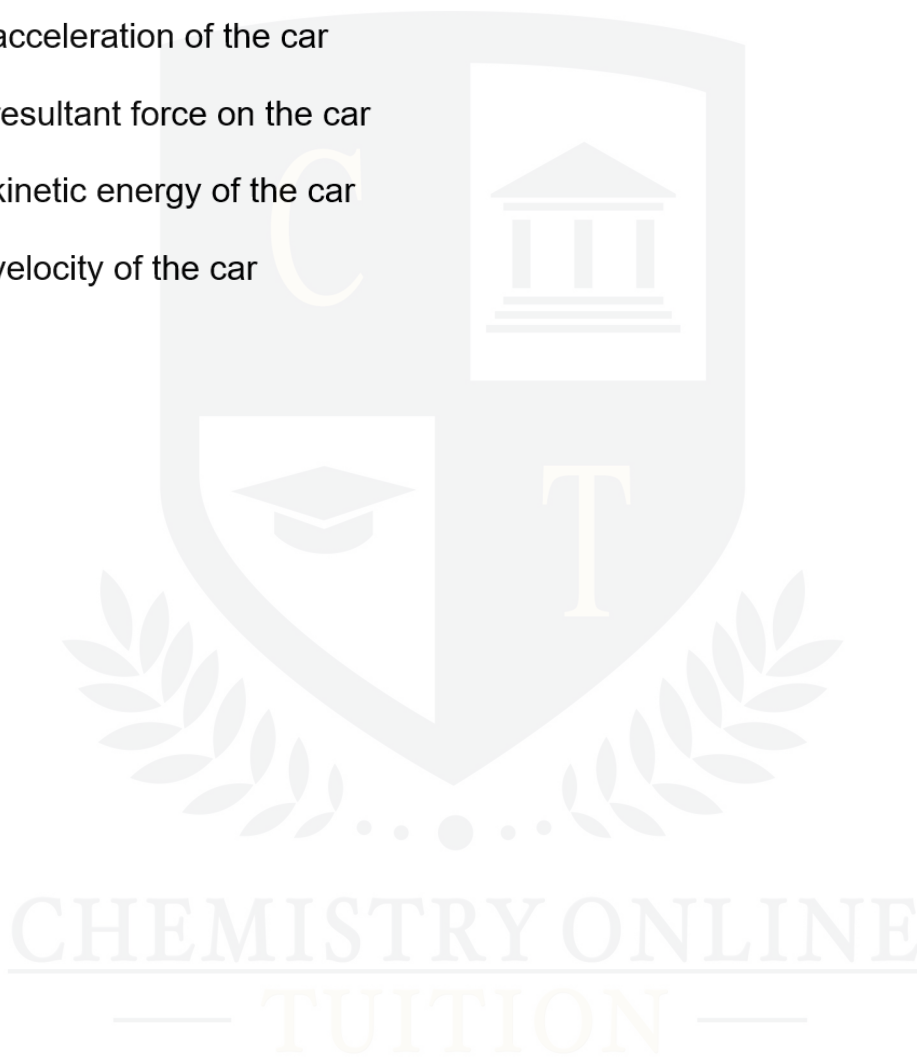 acceleration of the car
resultant force on the car
kinetic energy of the car
velocity of the car
C
T
CHEMISTRY ONLINE
TUITION